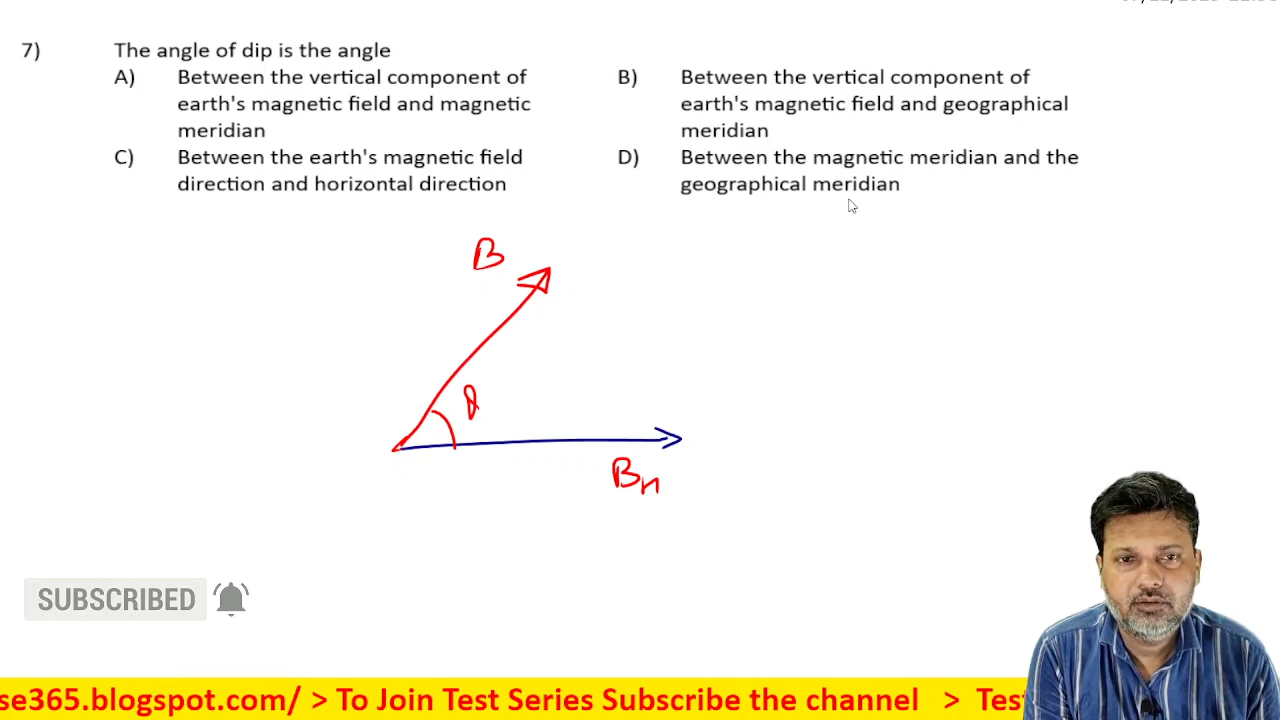 7) The angle of dip is the angle
A) Between the vertical component of
earth's magnetic field and magnetic
meridian
B) Between the vertical component of
earth's magnetic field and geographical
meridian
C) Between the earth's magnetic field
direction and horizontal direction
D) Between the magnetic meridian and the
geographical meridian
B
B
SUBSCRIBED
se365.blogspot.com/ > To Join Test Series Subscribe the channel > Tes